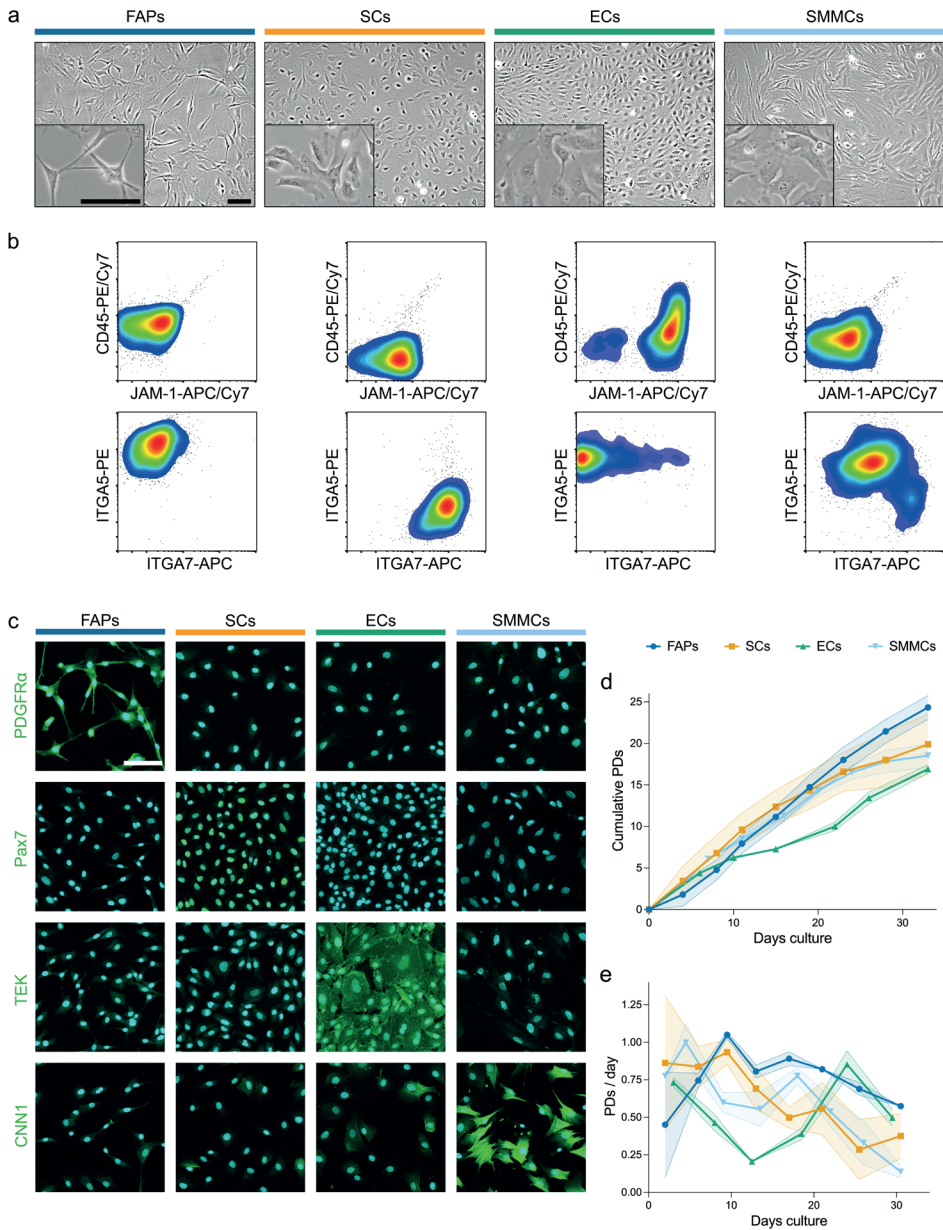 a
FAPs SCs ECs SMMCs
b
CD45-PE/Cy7 CD45-PE/Cy7 CD45-PE/Cy7 CD45-PE/Cy7
JAM-1-APC/Cy7 JAM-1-APC/Cy7 JAM-1-APC/Cy7 JAM-1-APC/Cy7
ITGA5-PE ITGA5-PE ITGA5-PE ITGA5-PE
ITGA7-APC ITGA7-APC ITGA7-APC ITGA7-APC
c
FAPs SCs ECs SMMCs
PDGFRα
Pax7
TEK
CNN1
FAPs SCs ECs SMMCs
d
Cumulative PDs
25
20
15
10
5
0
0 10 20 30
Days culture
e
PDs / day
1.25
1.00
0.75
0.50
0.25
0.00
0 10 20 30
Days culture